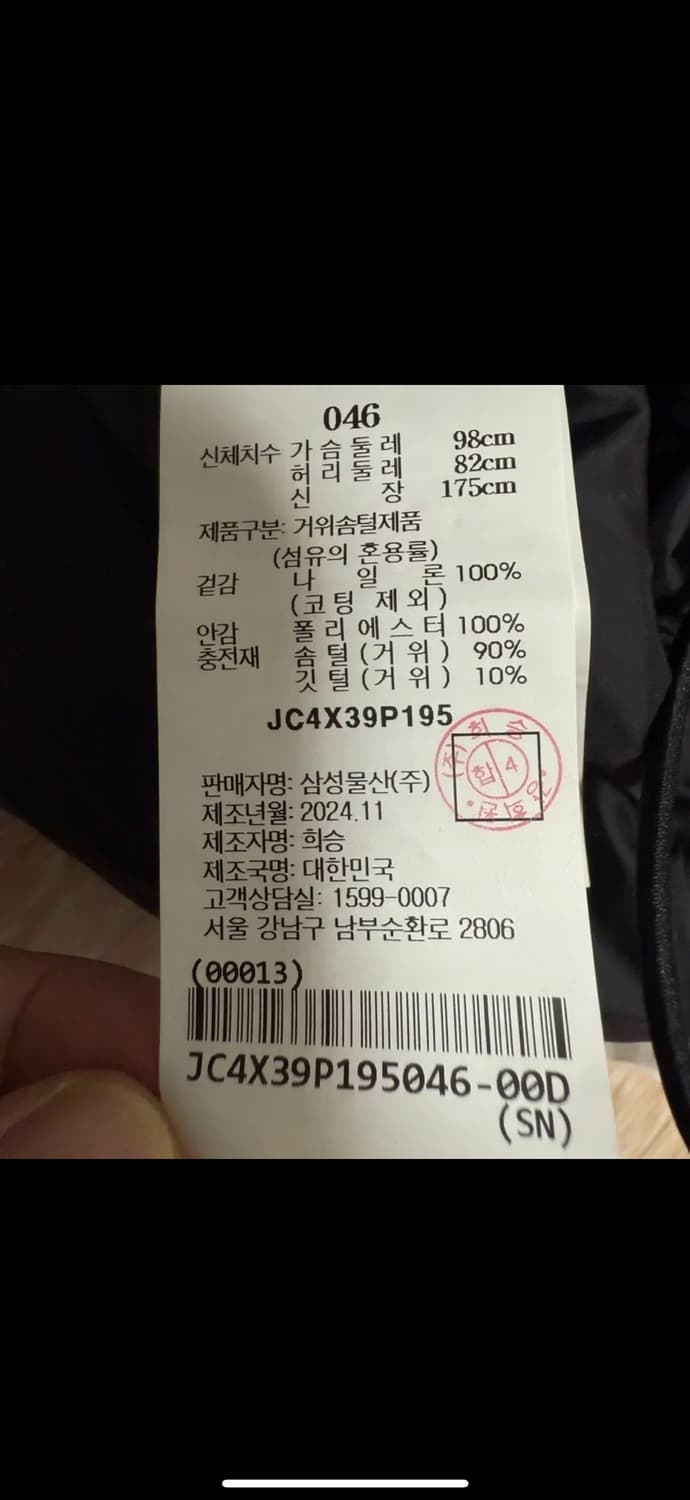 046
신체치수 가 슴 둘 레 98cm
허 리 둘 레 82cm
신 장 175cm
제품구분: 거위솜털제품
(섬유의 혼용률)
겉감 나 일 론 100%
(코 팅 제 외)
안감 폴 리 에 스 터 100%
충전재 솜 털 (거 위) 90%
깃 털 (거 위) 10%
JC4X39P195
(주) 희 승
합 4
판매자명: 삼성물산(주)
제조년월: 2024.11
제조자명: 희승
제조국명: 대한민국
고객상담실: 1599-0007
서울 강남구 남부순환로 2806
(00013)
JC4X39P195046-00D
(SN)